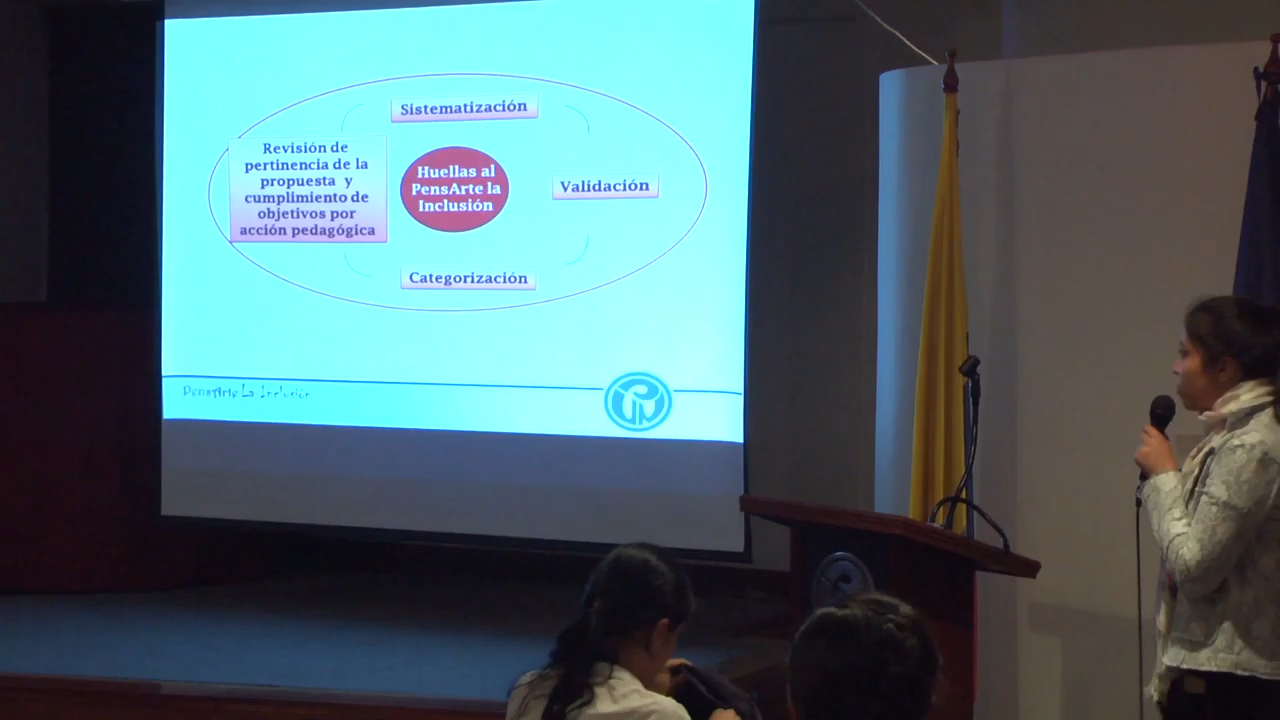 Sistematización
Revisión de
pertinencia de la
propuesta y
cumplimiento de
objetivos por
acción pedagógica
Huellas al
PensArte la
Inclusión
Validación
Categorización
PensArte La Inclusión